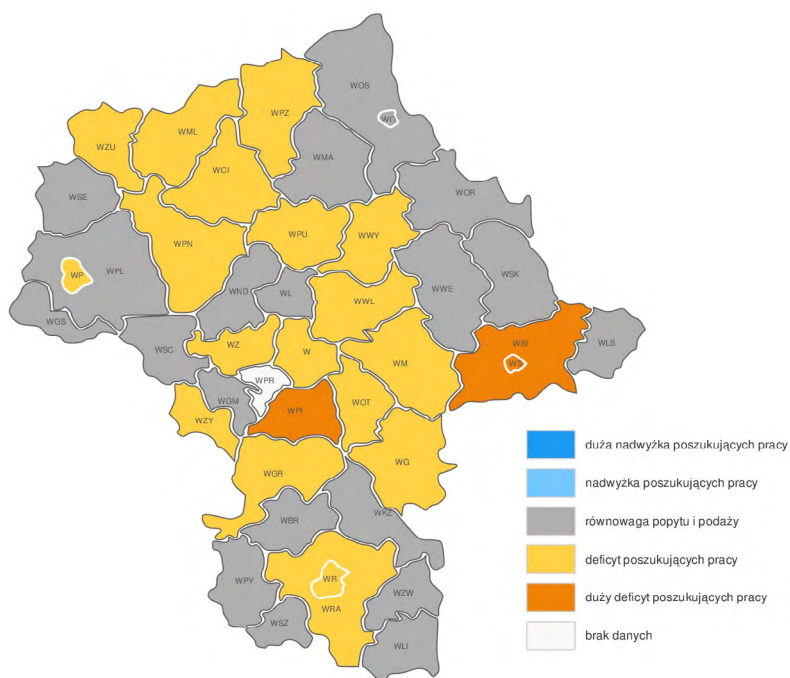 WOS
WO
WPZ
WML
WZU
WCI
WMA
WSE
WOR
WPN
WPU
WWY
WP
WPL
WND
WL
WWL
WWE
WSK
WGS
WSC
WZ
W
WM
WSI
WLS
WPR
WGM
WPI
WOT
WZY
WGR
WG
WBR
WKZ
WPY
WR
WRA
WZW
WSZ
WLI
duża nadwyżka poszukujących pracy
nadwyżka poszukujących pracy
równowaga popytu i podaży
deficyt poszukujących pracy
duży deficyt poszukujących pracy
brak danych